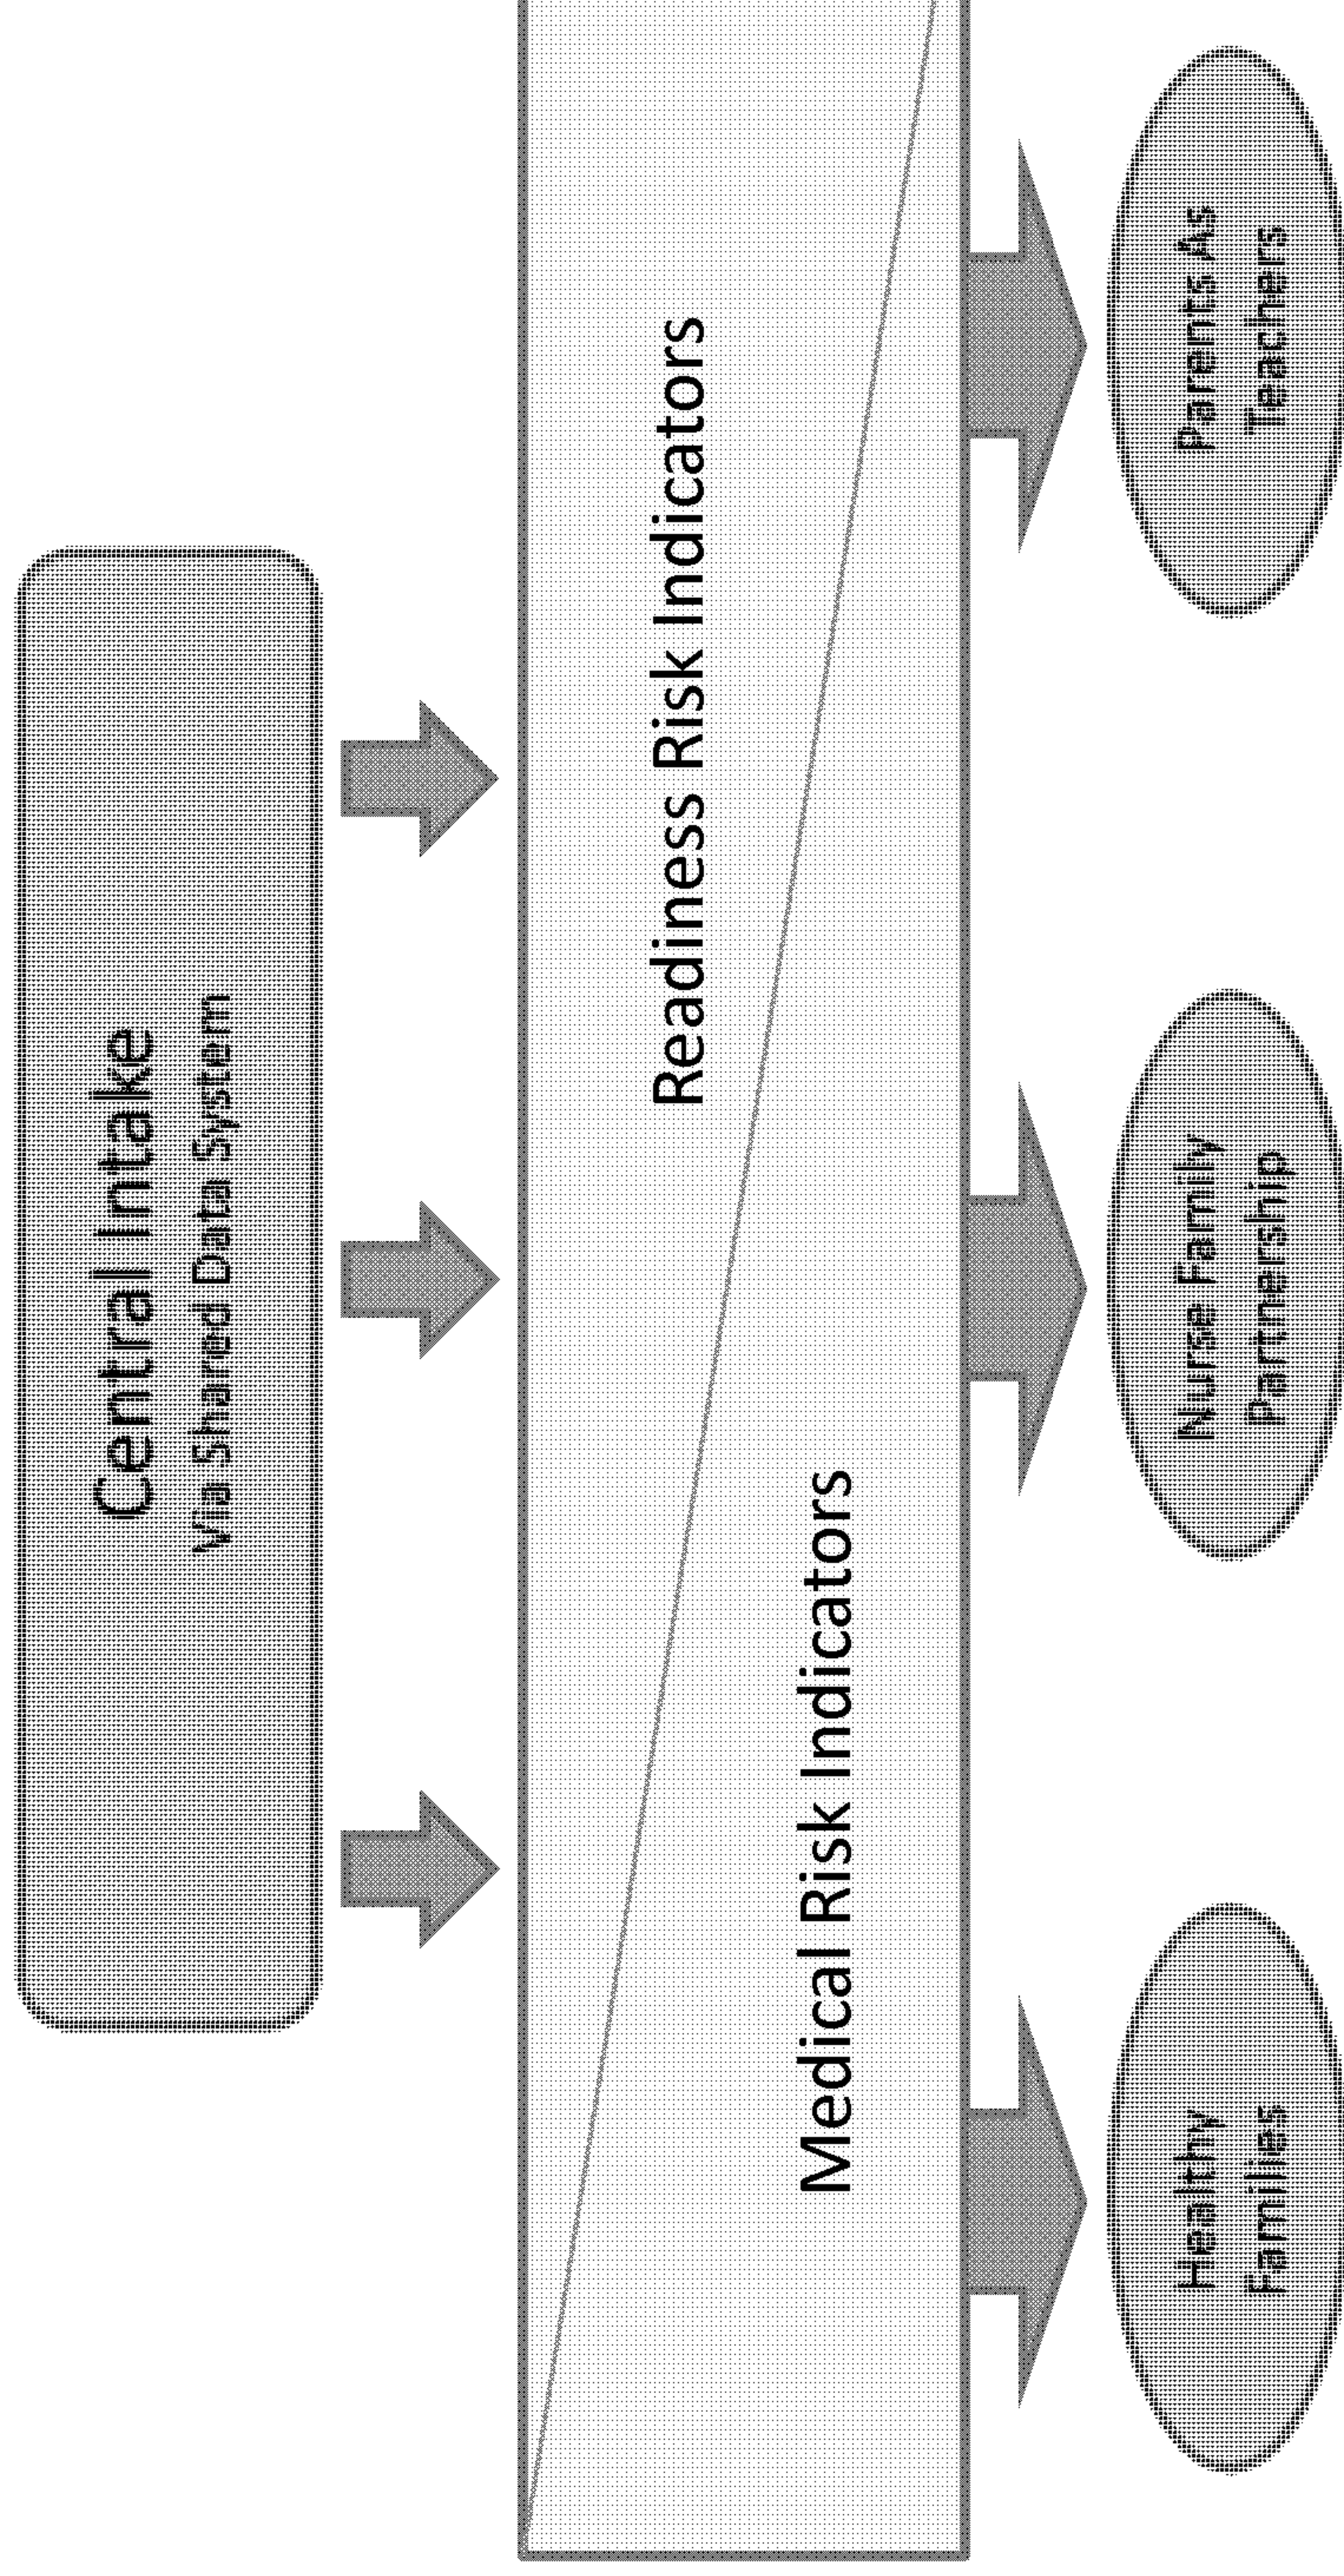 Central Intake
Via Shared Data System
Readiness Risk Indicators
Medical Risk Indicators
Healthy
Families
Nurse Family
Partnership
Parents As
Teachers